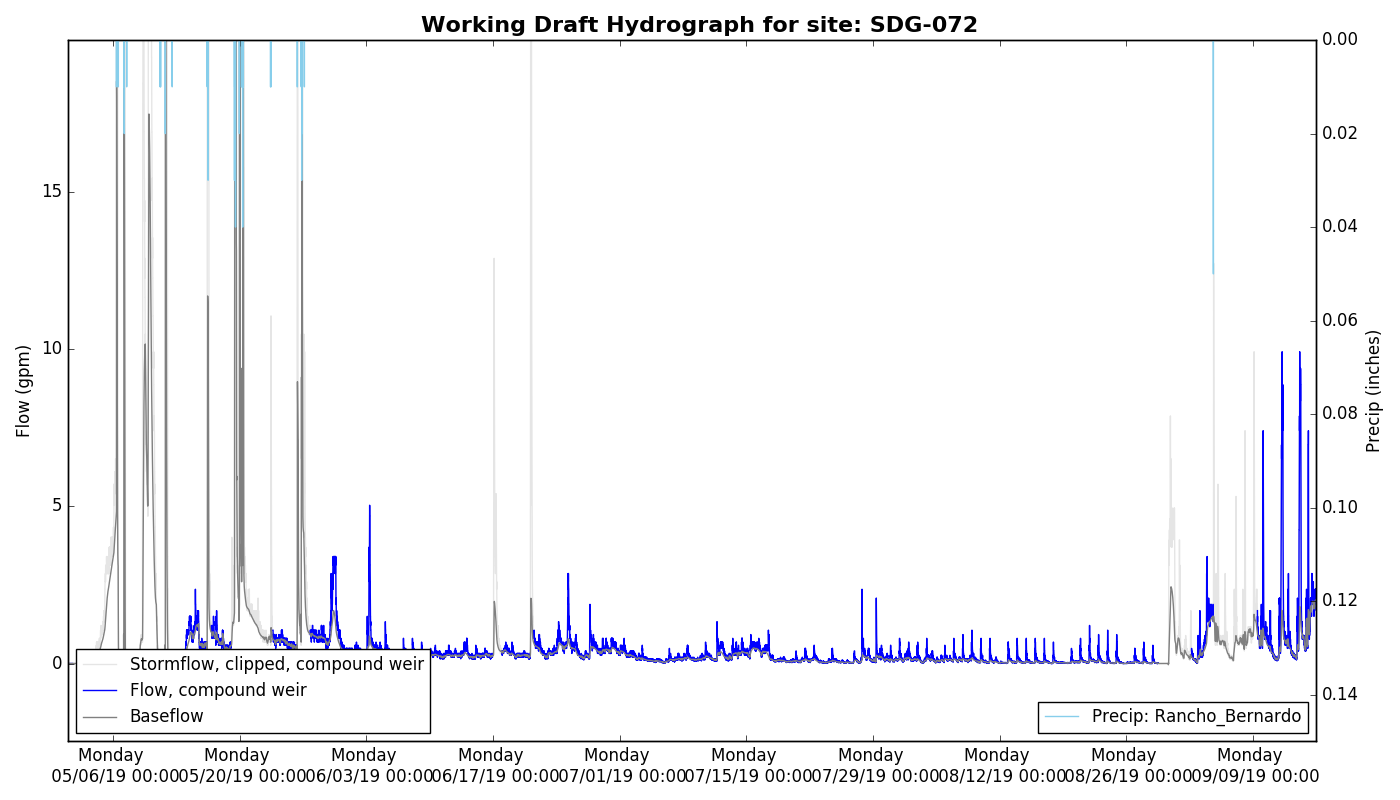 Working Draft Hydrograph for site: SDG-072
Flow (gpm)
15
10
5
0
0.00
0.02
0.04
0.06
0.08
0.10
0.12
0.14
Precip (inches)
Stormflow, clipped, compound weir
Flow, compound weir
Baseflow
Precip: Rancho_Bernardo
Monday Monday Monday Monday Monday Monday Monday Monday Monday Monday
05/06/19 00:00 05/20/19 00:00 06/03/19 00:00 06/17/19 00:00 07/01/19 00:00 07/15/19 00:00 07/29/19 00:00 08/12/19 00:00 08/26/19 00:00 09/09/19 00:00